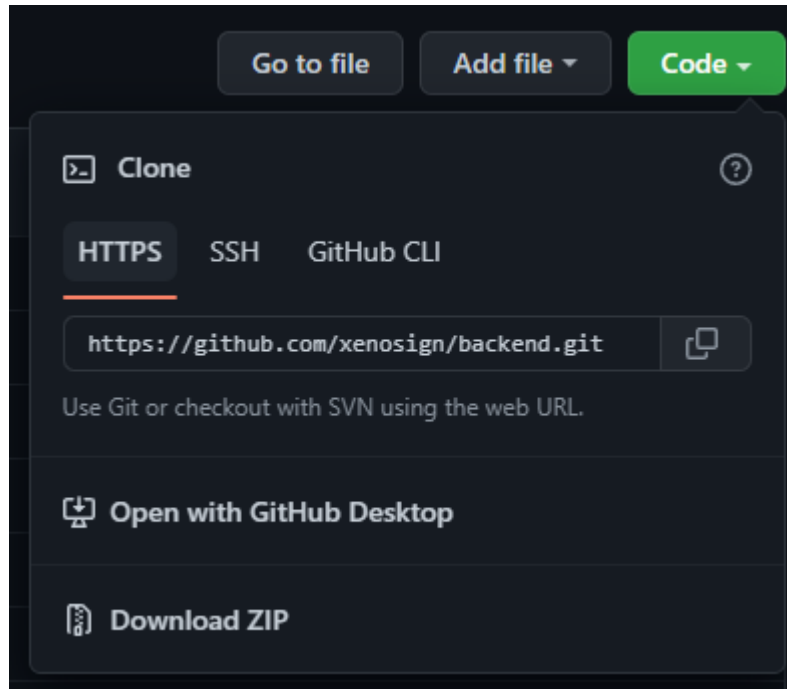 Go to file Add file Code
Clone
HTTPS SSH GitHub CLI
https://github.com/xenosign/backend.git
Use Git or checkout with SVN using the web URL.
Open with GitHub Desktop
Download ZIP